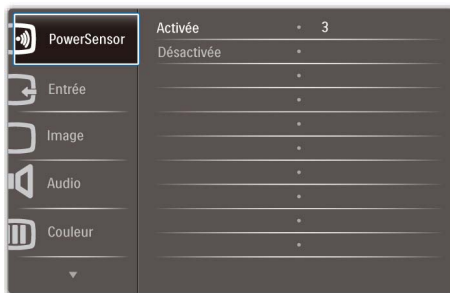 PowerSensor
Activée 3
Désactivée
Entrée
Image
Audio
Couleur